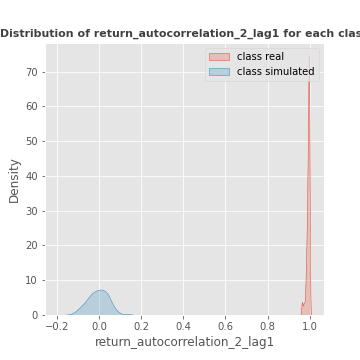 Distribution of return_autocorrelation_2_lag1 for each clas
class real
class simulated
70
60
50
40
30
20
10
0
Density
−0.2 0.0 0.2 0.4 0.6 0.8 1.0
return_autocorrelation_2_lag1